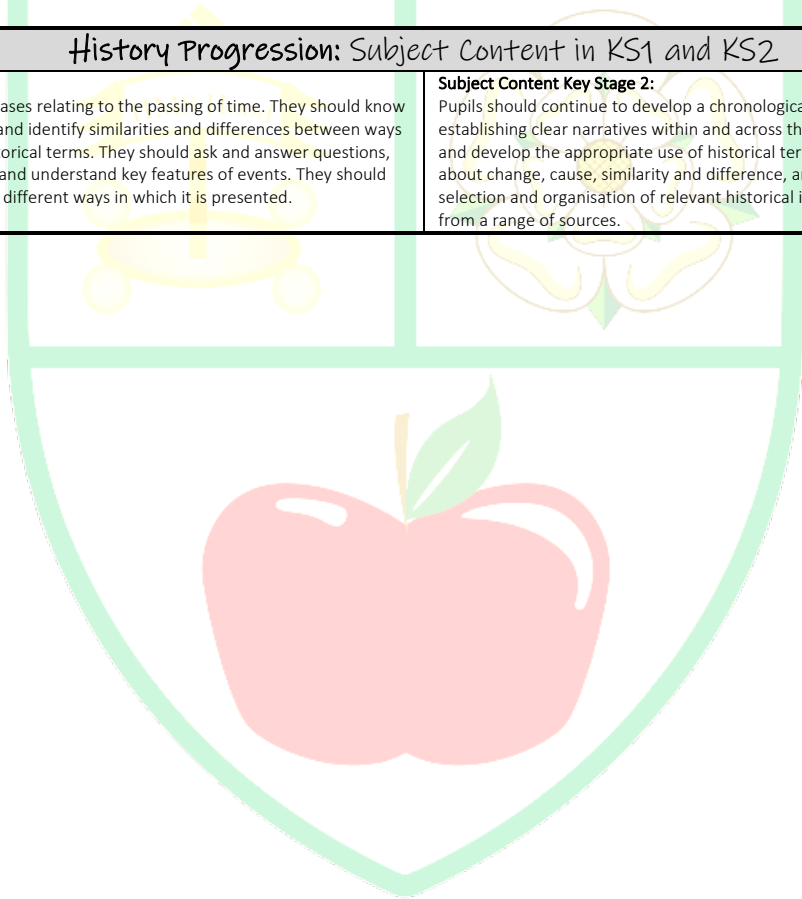 History Progression: Subject Content in KS1 and KS2
ases relating to the passing of time. They should know
and identify similarities and differences between ways
torical terms. They should ask and answer questions,
and understand key features of events. They should
different ways in which it is presented.
Subject Content Key Stage 2:
Pupils should continue to develop a chronologica
establishing clear narratives within and across th
and develop the appropriate use of historical ter
about change, cause, similarity and difference, a
selection and organisation of relevant historical i
from a range of sources.